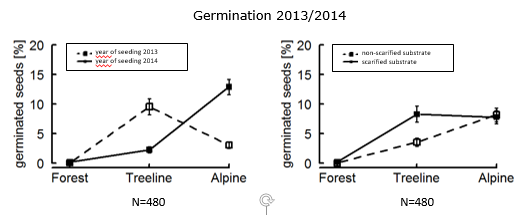 Germination 2013/2014
germinated seeds [%]
20
15
10
5
0
year of seeding 2013
year of seeding 2014
Forest Treeline Alpine
N=480
germinated seeds [%]
20
15
10
5
0
non-scarified substrate
scarified substrate
Forest Treeline Alpine
N=480